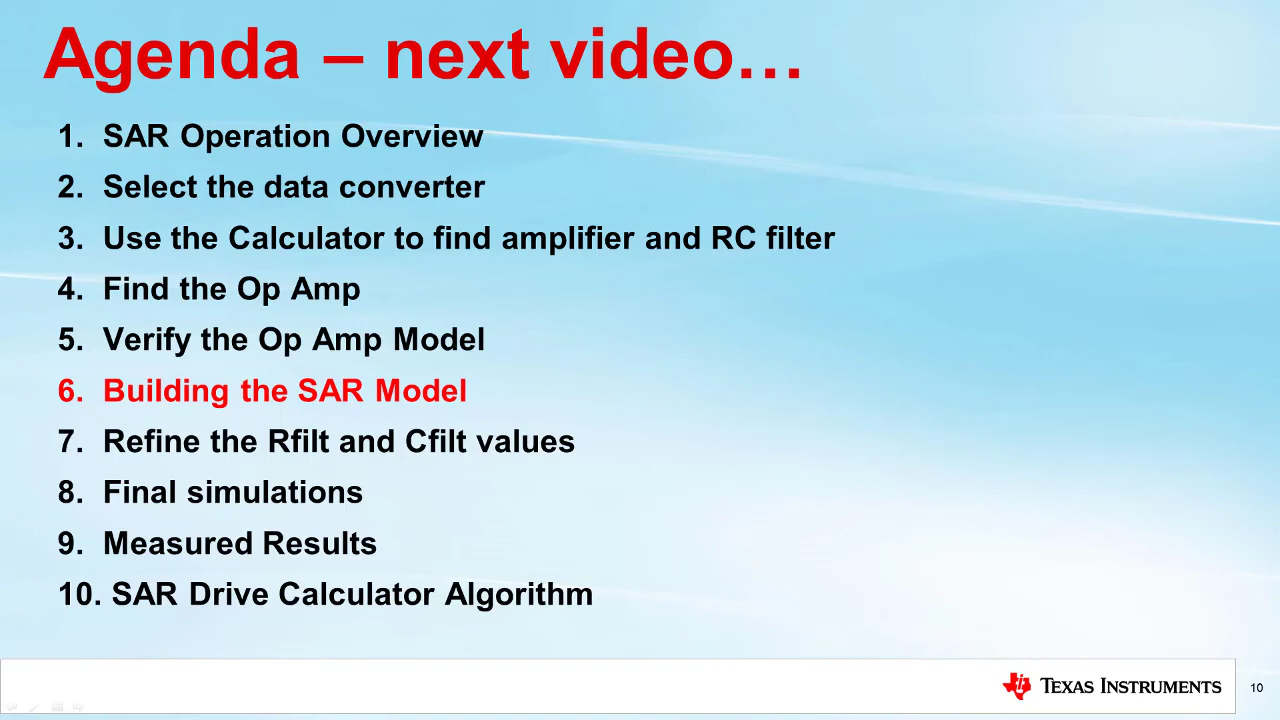 Agenda – next video…
1. SAR Operation Overview
2. Select the data converter
3. Use the Calculator to find amplifier and RC filter
4. Find the Op Amp
5. Verify the Op Amp Model
6. Building the SAR Model
7. Refine the Rfilt and Cfilt values
8. Final simulations
9. Measured Results
10. SAR Drive Calculator Algorithm
TEXAS INSTRUMENTS
10